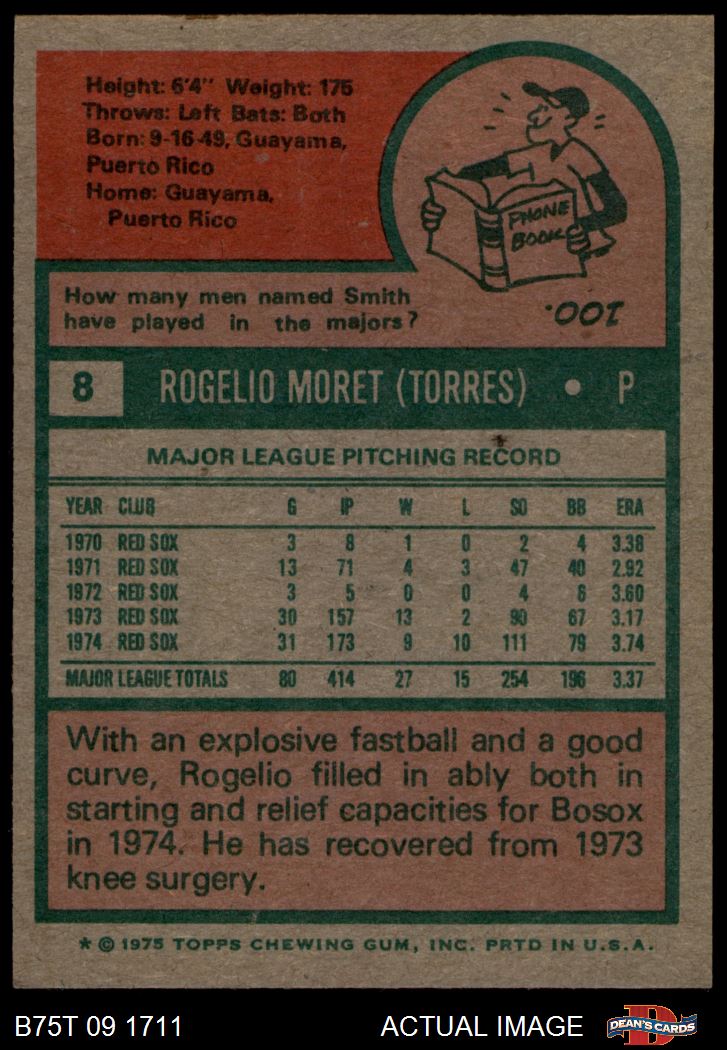 Height: 6'4" Weight: 175
Throws: Left Bats: Both
Born: 9-16-49, Guayama,
Puerto Rico
Home: Guayama,
Puerto Rico
PHONE
BOOK
How many men named Smith
have played in the majors?
100.
8 ROGELIO MORET (TORRES) • P
MAJOR LEAGUE PITCHING RECORD
YEAR CLUB G IP W L SO BB ERA
1970 RED SOX 3 8 1 0 2 4 3.38
1971 RED SOX 13 71 4 3 47 40 2.92
1972 RED SOX 3 5 0 0 4 6 3.60
1973 RED SOX 30 157 13 2 90 67 3.17
1974 RED SOX 31 173 9 10 111 79 3.74
MAJOR LEAGUE TOTALS 80 414 27 15 254 196 3.37
With an explosive fastball and a good
curve, Rogelio filled in ably both in
starting and relief capacities for Bosox
in 1974. He has recovered from 1973
knee surgery.
* © 1975 TOPPS CHEWING GUM, INC. PRTD IN U.S.A.
B75T 09 1711 ACTUAL IMAGE DEAN'S CARDS